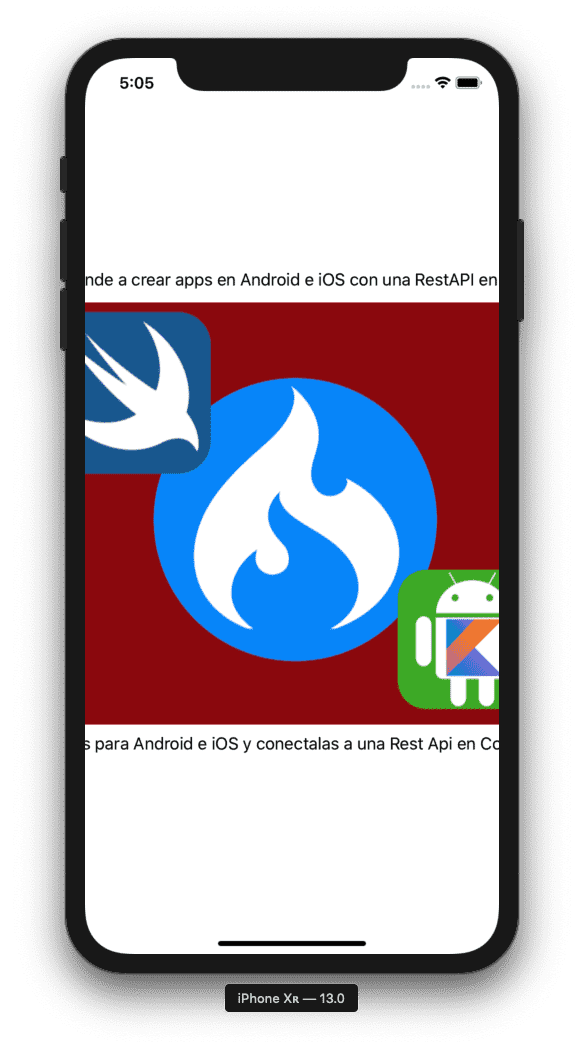 5:05
nde a crear apps en Android e iOS con una RestAPI en
s para Android e iOS y conectalas a una Rest Api en Co
iPhone Xʀ — 13.0